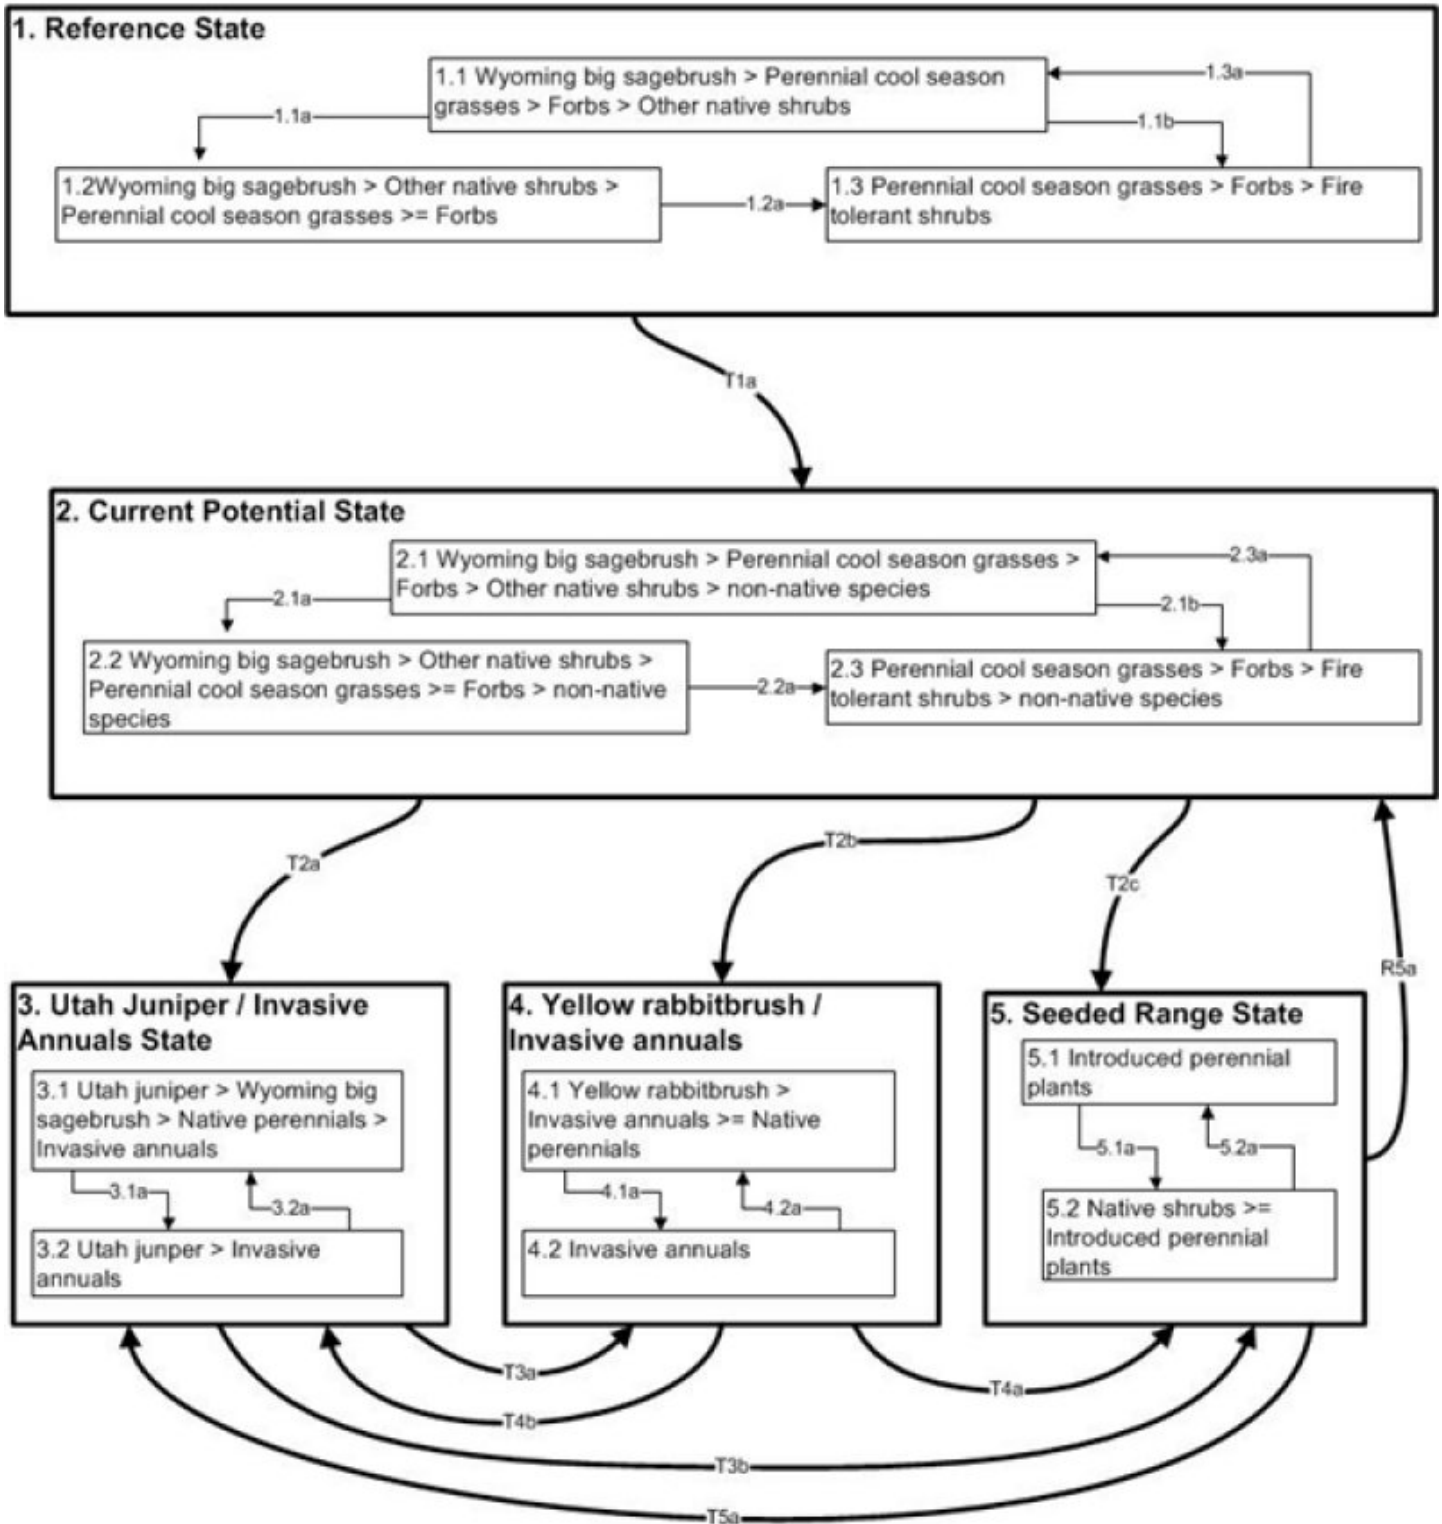 1. Reference State
1.1 Wyoming big sagebrush > Perennial cool season
grasses > Forbs > Other native shrubs
1.3a
1.1a
1.1b
1.2Wyoming big sagebrush > Other native shrubs >
Perennial cool season grasses >= Forbs
1.2a
1.3 Perennial cool season grasses > Forbs > Fire
tolerant shrubs
T1a
2. Current Potential State
2.1 Wyoming big sagebrush > Perennial cool season grasses >
Forbs > Other native shrubs > non-native species
2.3a
2.1a
2.1b
2.2 Wyoming big sagebrush > Other native shrubs >
Perennial cool season grasses >= Forbs > non-native
species
2.2a
2.3 Perennial cool season grasses > Forbs > Fire
tolerant shrubs > non-native species
T2a
T2b
T2c
R5a
3. Utah Juniper / Invasive
Annuals State
3.1 Utah juniper > Wyoming big
sagebrush > Native perennials >
Invasive annuals
3.1a
3.2a
3.2 Utah junper > Invasive
annuals
4. Yellow rabbitbrush /
Invasive annuals
4.1 Yellow rabbitbrush >
Invasive annuals >= Native
perennials
4.1a
4.2a
4.2 Invasive annuals
5. Seeded Range State
5.1 Introduced perennial
plants
5.1a
5.2a
5.2 Native shrubs >=
Introduced perennial
plants
T3a
T4a
T4b
T3b
T5a